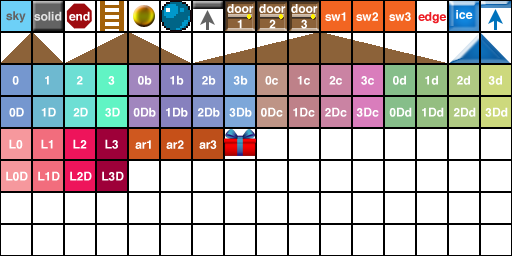 sky solid end door 1 door 2 door 3 sw1 sw2 sw3 edge ice
0 1 2 3 0b 1b 2b 3b 0c 1c 2c 3c 0d 1d 2d 3d
0D 1D 2D 3D 0Db 1Db 2Db 3Db 0Dc 1Dc 2Dc 3Dc 0Dd 1Dd 2Dd 3Dd
L0 L1 L2 L3 ar1 ar2 ar3
L0D L1D L2D L3D